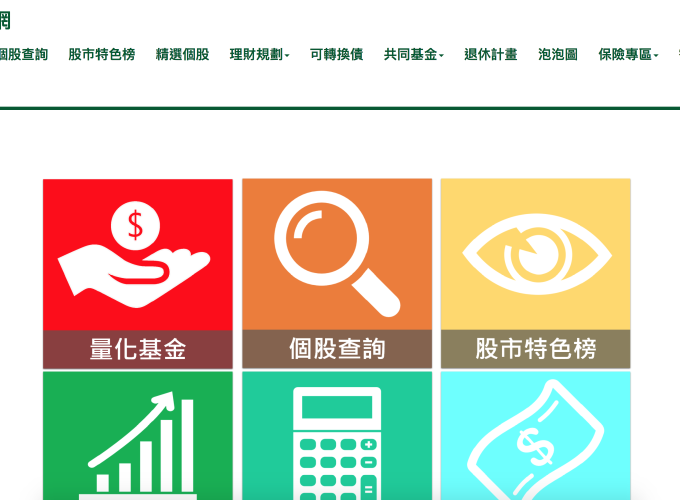 網
個股查詢 股市特色榜 精選個股 理財規劃 可轉換債 共同基金 退休計畫 泡泡圖 保險專區
$
量化基金 個股查詢 股市特色榜
$